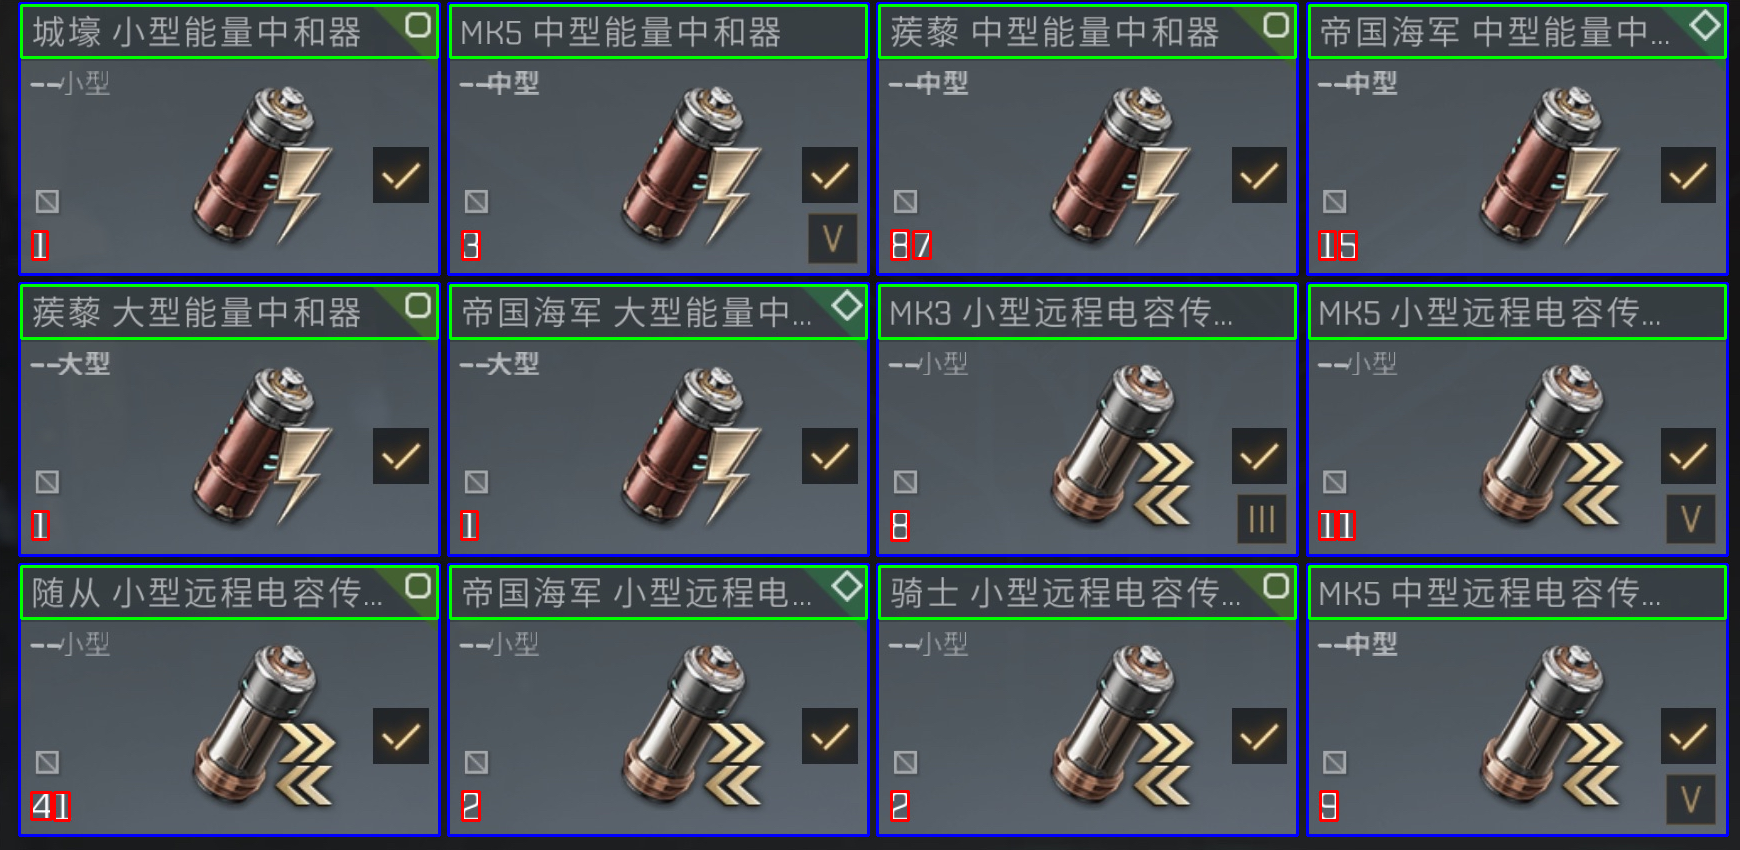 城壕 小型能量中和器
--小型
1
MK5 中型能量中和器
--中型
V
3
蒺藜 中型能量中和器
--中型
87
帝国海军 中型能量中...
--中型
15
蒺藜 大型能量中和器
--大型
1
帝国海军 大型能量中...
--大型
1
MK3 小型远程电容传...
--小型
III
8
MK5 小型远程电容传...
--小型
V
11
随从 小型远程电容传...
--小型
41
帝国海军 小型远程电...
--小型
2
骑士 小型远程电容传...
--小型
2
MK5 中型远程电容传...
--中型
V
9